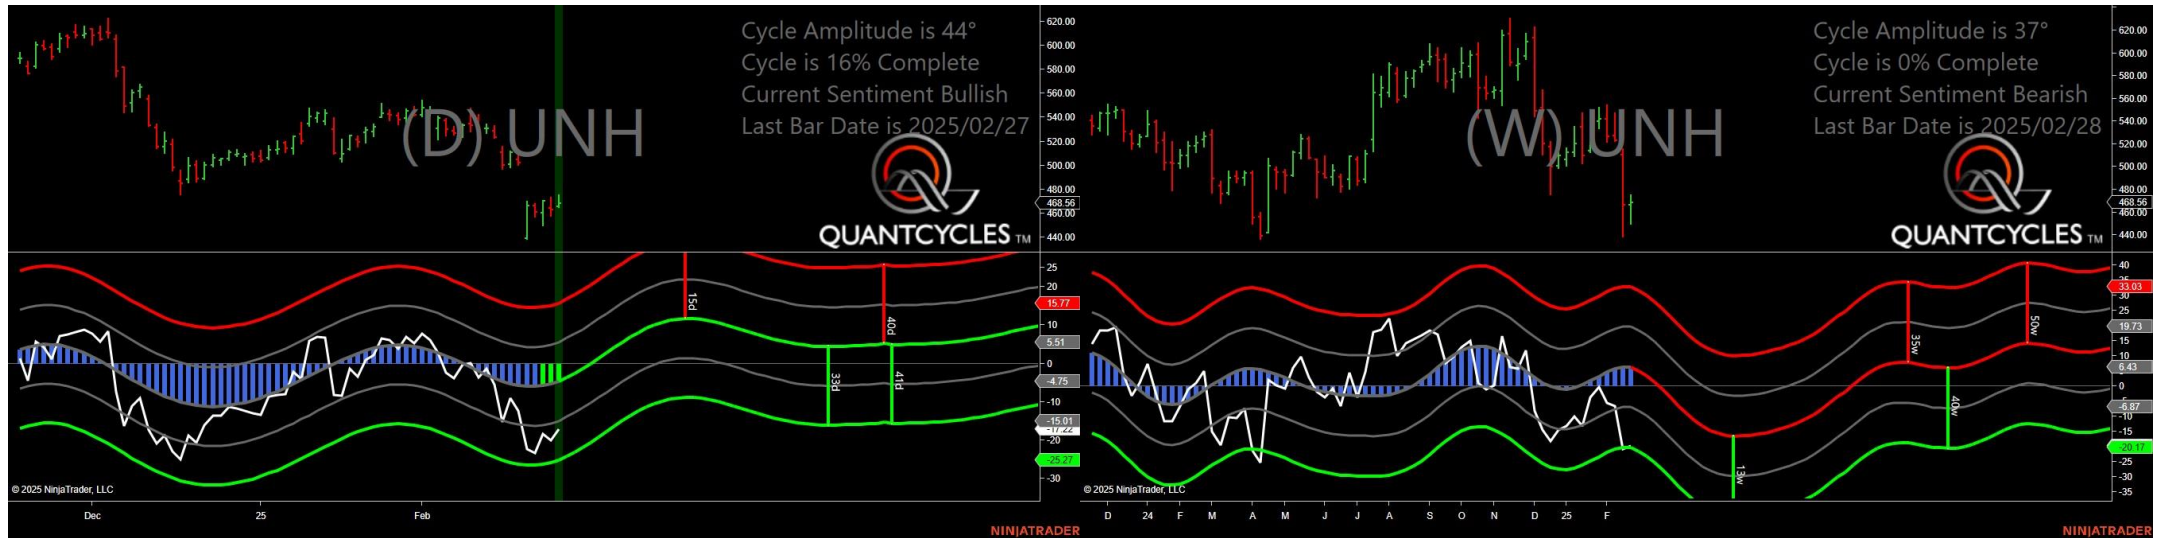 Cycle Amplitude is 44°
Cycle is 16% Complete
Current Sentiment Bullish
Last Bar Date is 2025/02/27
(D) UNH
QUANTCYCLES TM
620.00
600.00
580.00
560.00
540.00
520.00
500.00
480.00
468.56
460.00
440.00
15d
40d
33d
41d
25
20
15.77
10
5.51
0
-4.75
-10
-15.01
-17.22
-20
-25.27
-30
© 2025 NinjaTrader, LLC
Dec
25
Feb
NINJATRADER
Cycle Amplitude is 37°
Cycle is 0% Complete
Current Sentiment Bearish
Last Bar Date is 2025/02/28
(W) UNH
QUANTCYCLES TM
620.00
600.00
580.00
560.00
540.00
520.00
500.00
480.00
468.56
460.00
440.00
35w
50w
40w
13w
40
33.03
30
25
19.73
15
10
6.43
0
-6.87
-10
-15
-20.17
-25
-30
-35
© 2025 NinjaTrader, LLC
D
24
F
M
A
M
J
J
A
S
O
N
D
25
F
NINJATRADER